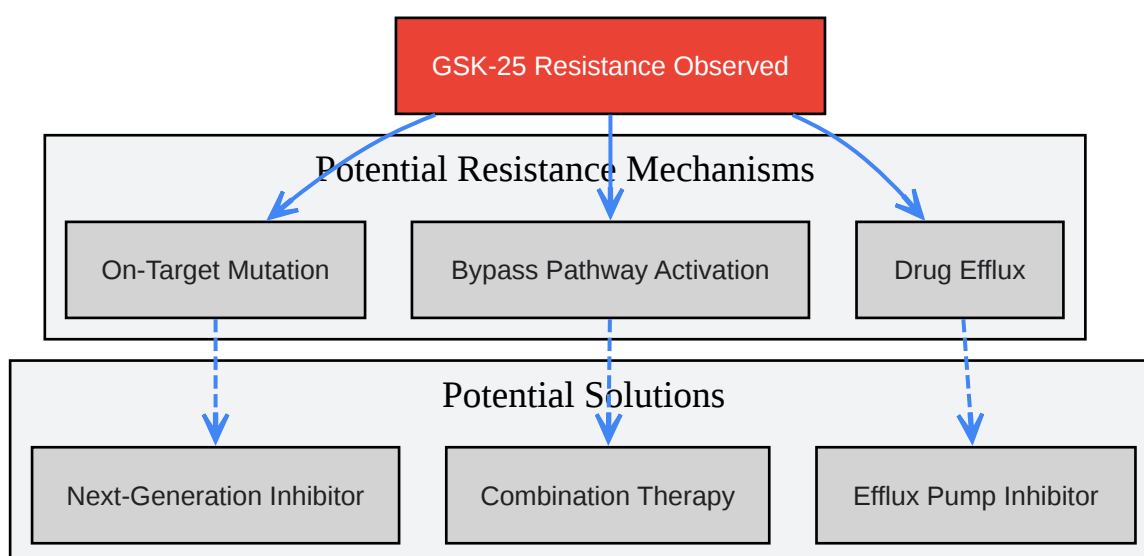 GSK-25 Resistance Observed
Potential Resistance Mechanisms
On-Target Mutation
Bypass Pathway Activation
Drug Efflux
Potential Solutions
Next-Generation Inhibitor
Combination Therapy
Efflux Pump Inhibitor